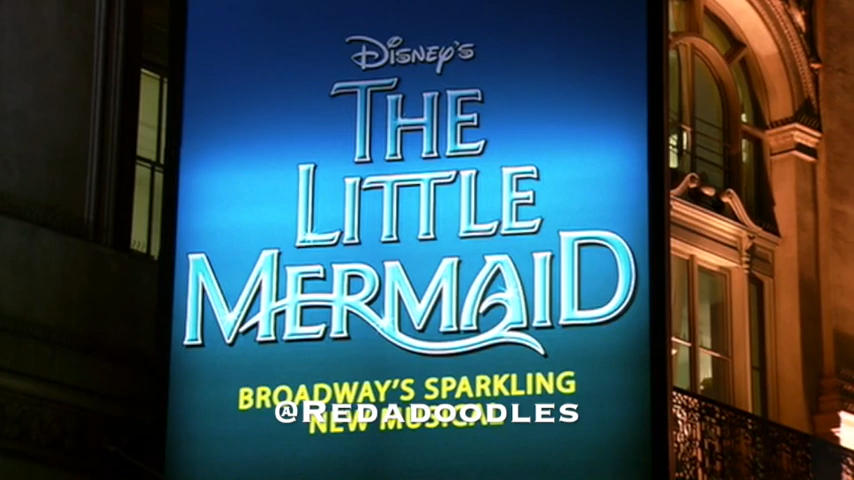 Disney's
The
Little
Mermaid
Broadway's Sparkling
New Musical
@Redadoodles